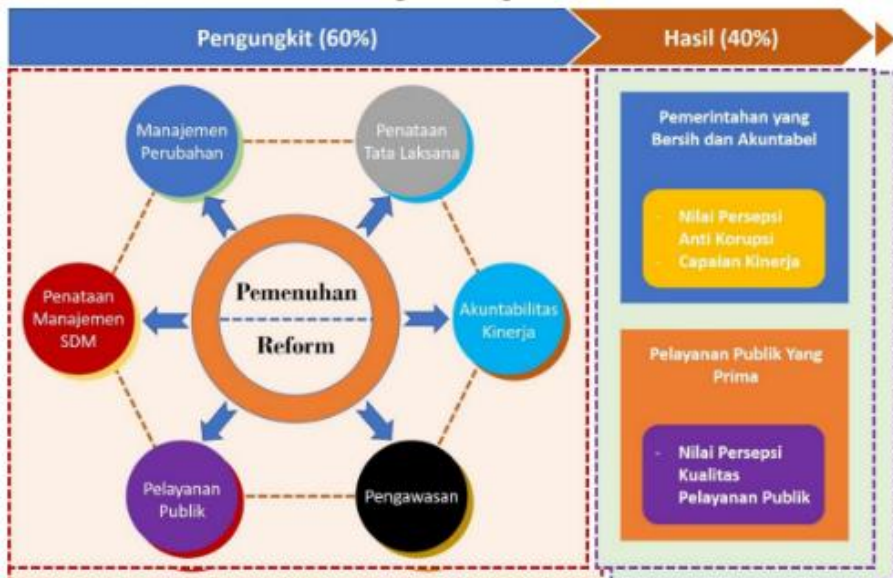 Pengungkit (60%)
Hasil (40%)
Manajemen
Perubahan
Penataan
Tata Laksana
Penataan
Manajemen
SDM
Pemenuhan
Reform
Akuntabilitas
Kinerja
Pelayanan
Publik
Pengawasan
Pemerintahan yang
Bersih dan Akuntabel
- Nilai Persepsi
Anti Korupsi
- Capaian Kinerja
Pelayanan Publik Yang
Prima
- Nilai Persepsi
Kualitas
Pelayanan Publik